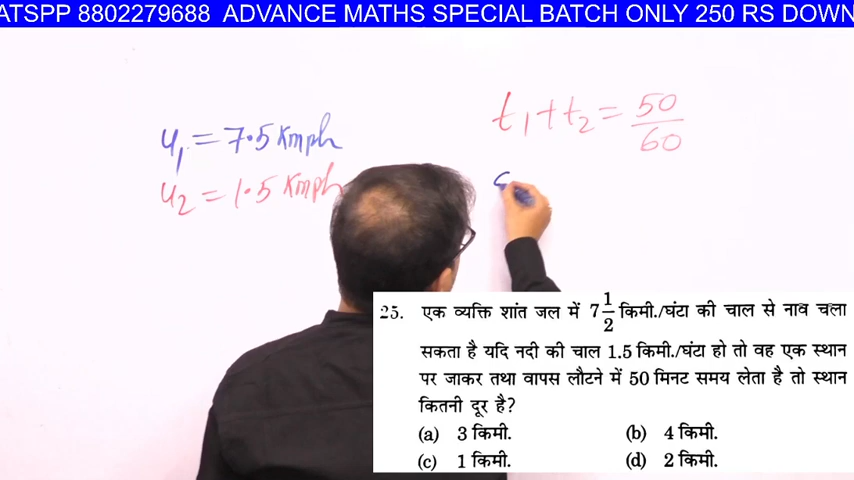 ATSPP 8802279688 ADVANCE MATHS SPECIAL BATCH ONLY 250 RS DOWN
u₁ = 7.5 Kmph
t₁ + t₂ = 50/60
u₂ = 1.5 Kmph
25. एक व्यक्ति शांत जल में 7 1/2 किमी./घंटा की चाल से नाव चला
सकता है यदि नदी की चाल 1.5 किमी./घंटा हो तो वह एक स्थान
पर जाकर तथा वापस लौटने में 50 मिनट समय लेता है तो स्थान
कितनी दूर है?
(a) 3 किमी. (b) 4 किमी.
(c) 1 किमी. (d) 2 किमी.